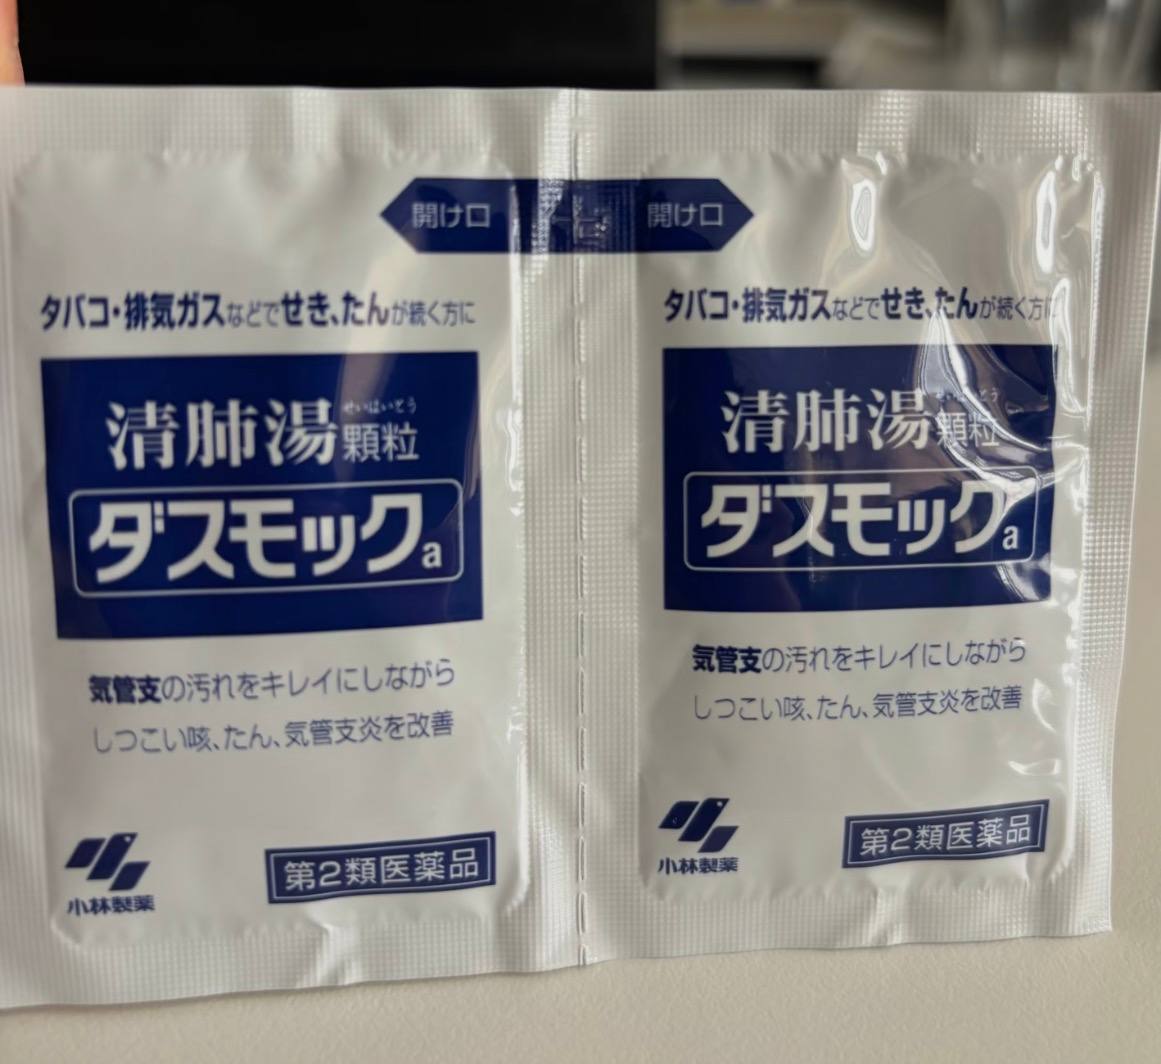 開け口
タバコ・排気ガスなどでせき、たんが続く方に
せいはいとう
清肺湯顆粒
ダスモックa
気管支の汚れをキレイにしながら
しつこい咳、たん、気管支炎を改善
小林製薬
第2類医薬品
開け口
タバコ・排気ガスなどでせき、たんが続く方に
せいはいとう
清肺湯顆粒
ダスモックa
気管支の汚れをキレイにしながら
しつこい咳、たん、気管支炎を改善
小林製薬
第2類医薬品